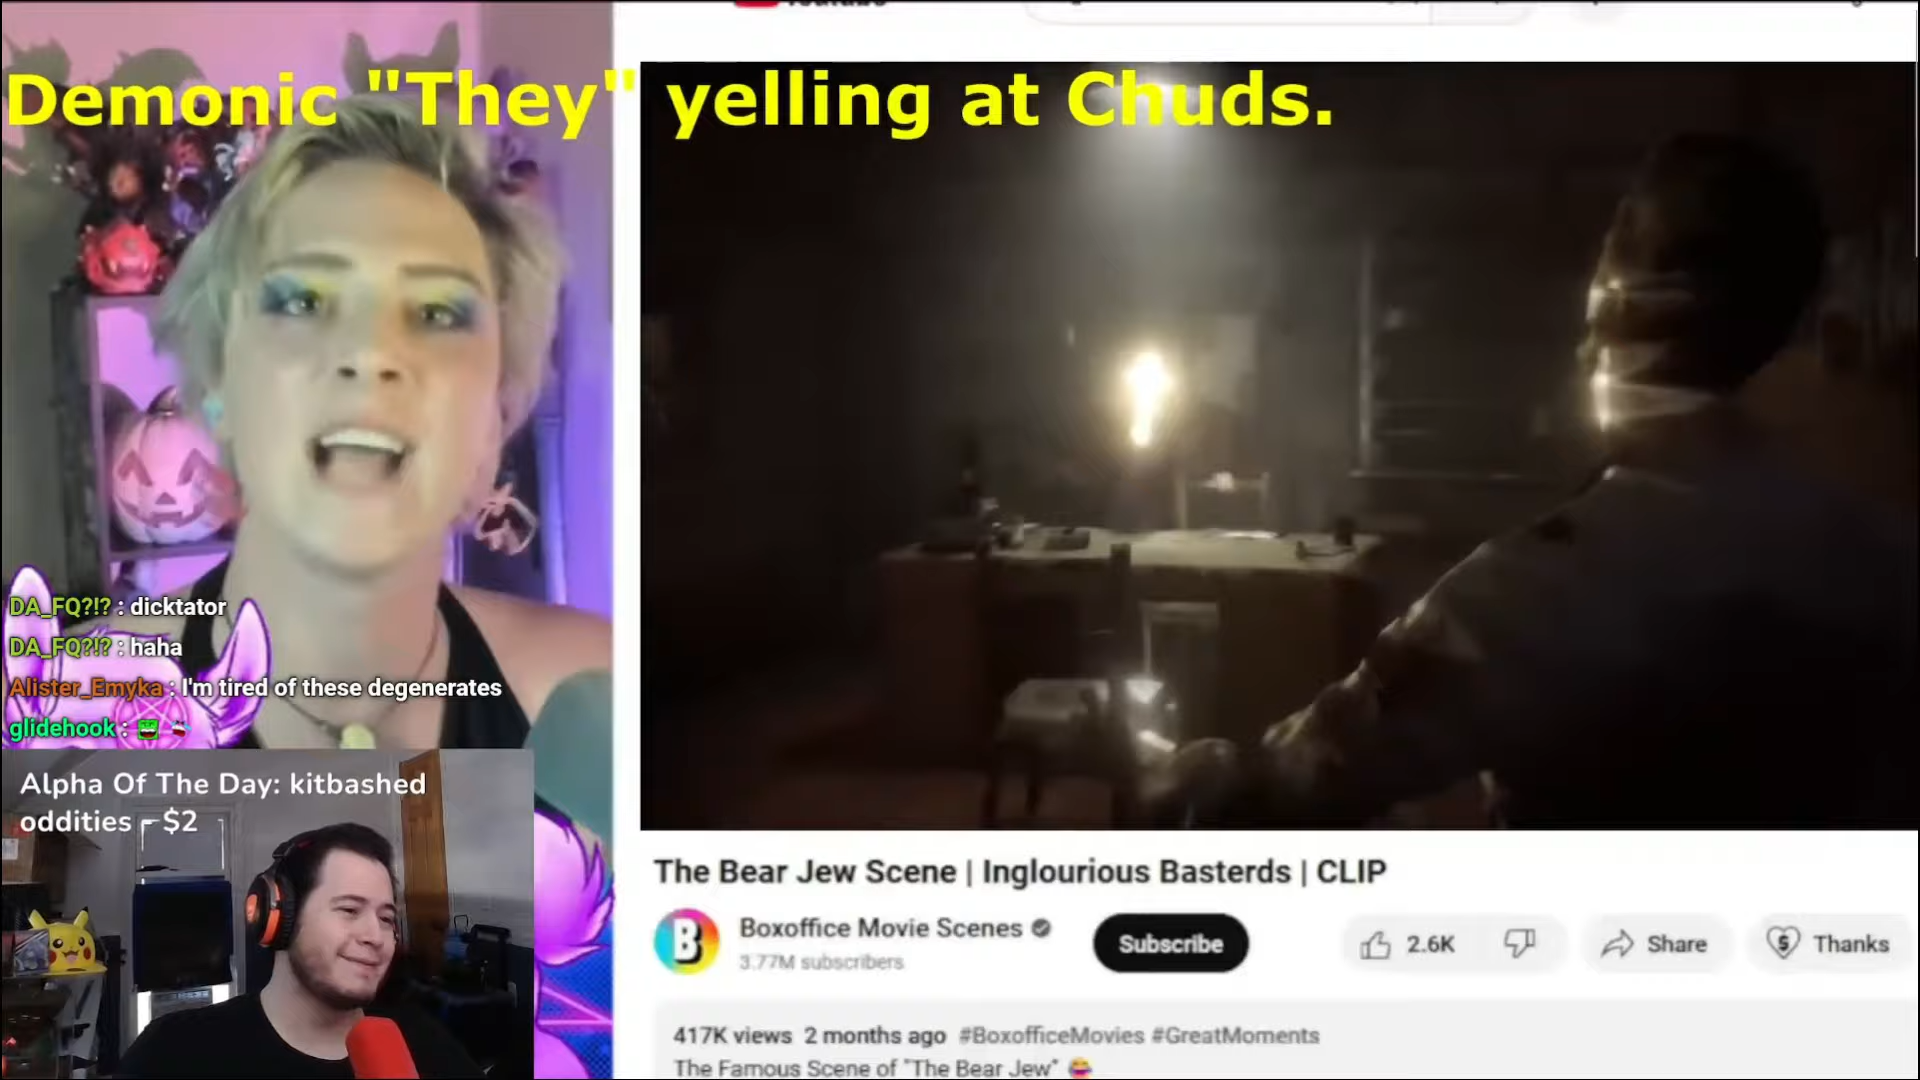 Demonic "They" yelling at Chuds.
DA_FQ?!? : dicktator
DA_FQ?!? : haha
Alister_Emyka : I'm tired of these degenerates
glidehook :
Alpha Of The Day: kitbashed
oddities - $2
The Bear Jew Scene | Inglourious Basterds | CLIP
B
Boxoffice Movie Scenes
3.77M subscribers
Subscribe
2.6K
Share
Thanks
417K views 2 months ago #BoxofficeMovies #GreatMoments
The Famous Scene of "The Bear Jew" 😂